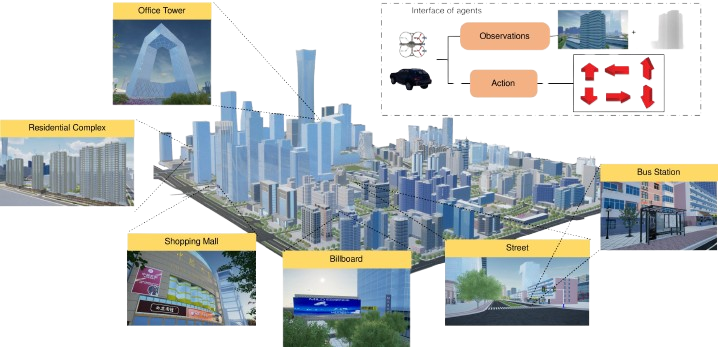 Office Tower
Interface of agents
Observations
+
Action
Residential Complex
Bus Station
Shopping Mall
Billboard
Street